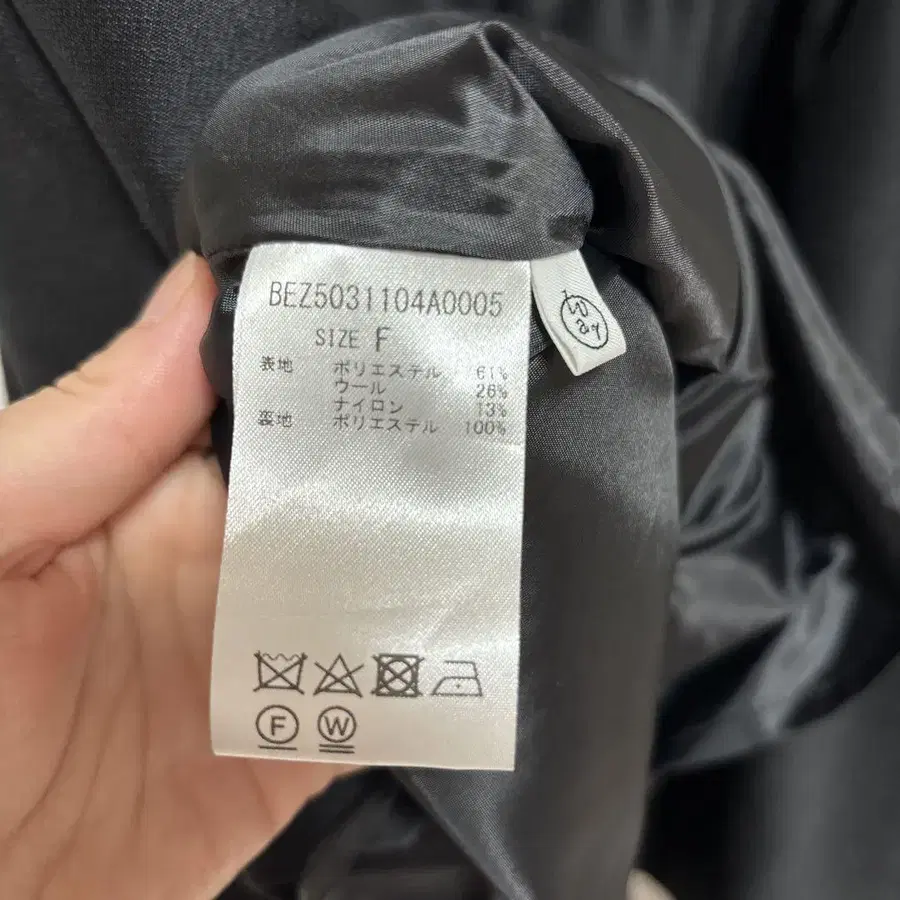 BEZ5031104A0005
SIZE F
表地 ポリエステル 61%
ウール 26%
ナイロン 13%
裏地 ポリエステル 100%
F W